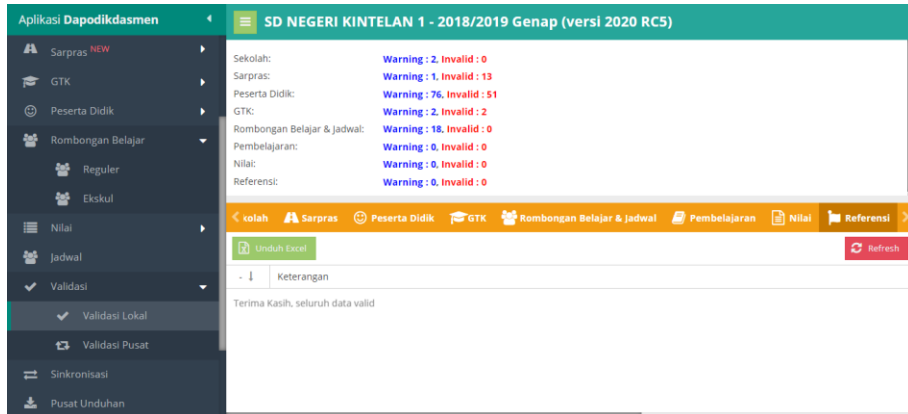 Aplikasi Dapodikdasmen
SD NEGERI KINTELAN 1 - 2018/2019 Genap (versi 2020 RC5)
Sarpras NEW
GTK
Peserta Didik
Rombongan Belajar
Reguler
Ekskul
Nilai
Jadwal
Validasi
Validasi Lokal
Validasi Pusat
Sinkronisasi
Pusat Unduhan
Sekolah: Warning : 2, Invalid : 0
Sarpras: Warning : 1, Invalid : 13
Peserta Didik: Warning : 76, Invalid : 51
GTK: Warning : 2, Invalid : 2
Rombongan Belajar & Jadwal: Warning : 18, Invalid : 0
Pembelajaran: Warning : 0, Invalid : 0
Nilai: Warning : 0, Invalid : 0
Referensi: Warning : 0, Invalid : 0
kolah Sarpras Peserta Didik GTK Rombongan Belajar & Jadwal Pembelajaran Nilai Referensi
Unduh Excel Refresh
- ↓ Keterangan
Terima Kasih, seluruh data valid